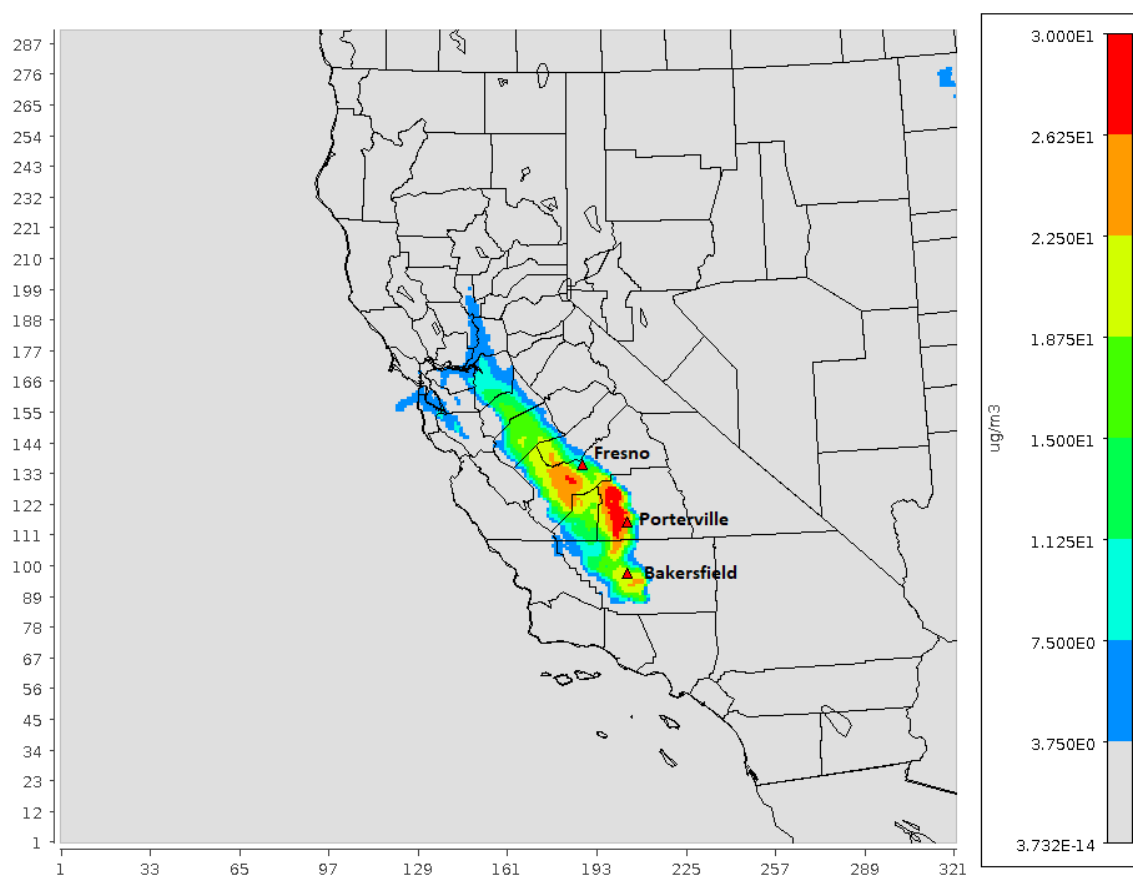 287
276
265
254
243
232
221
210
199
188
177
166
155
144
133
122
111
100
89
78
67
56
45
34
23
12
1
1 33 65 97 129 161 193 225 257 289 321
Fresno
Porterville
Bakersfield
3.000E1
2.625E1
2.250E1
1.875E1
1.500E1
1.125E1
7.500E0
3.750E0
3.732E-14
ug/m3